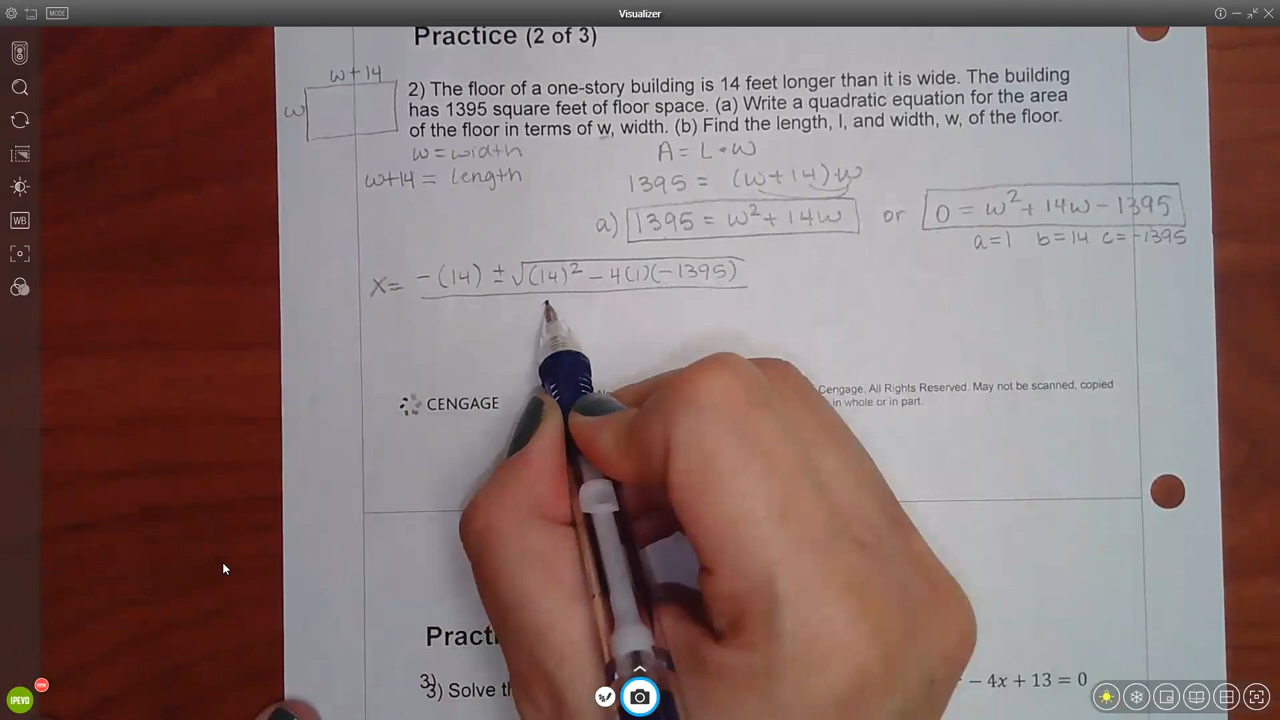 MODE
Visualizer
Practice (2 of 3)
w+14
w
2) The floor of a one-story building is 14 feet longer than it is wide. The building
has 1395 square feet of floor space. (a) Write a quadratic equation for the area
of the floor in terms of w, width. (b) Find the length, l, and width, w, of the floor.
w = width
A = L • w
w+14 = length
1395 = (w+14)w
a) 1395 = w² + 14w or 0 = w² + 14w - 1395
a=1 b=14 c=-1395
x= -(14) ± √(14)² - 4(1)(-1395)
CENGAGE
Cengage. All Rights Reserved. May not be scanned, copied
in whole or in part.
Practi
3)
3) Solve th
- 4x + 13 = 0
WB
IPEVO